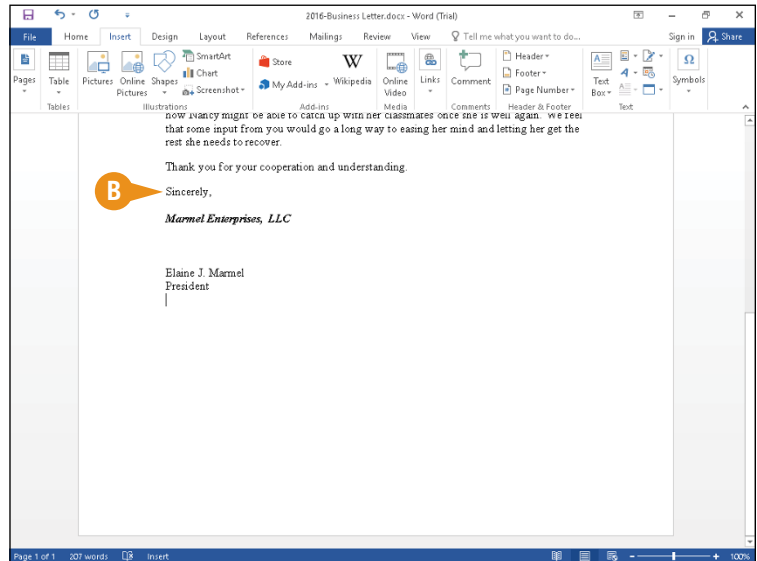 2016-Business Letter.docx - Word (Trial)
File Home Insert Design Layout References Mailings Review View Tell me what you want to do... Sign in Share
Pages
Tables
Table
Illustrations
Pictures
Online Pictures
Shapes
SmartArt
Chart
Screenshot
Add-ins
Store
My Add-ins
W
Wikipedia
Media
Online Video
Links
Comments
Comment
Header & Footer
Header
Footer
Page Number
Text
Text Box
A
A
Symbols
Ω
how Nancy might be able to catch up with her classmates once she is well again. We feel
that some input from you would go a long way to easing her mind and letting her get the
rest she needs to recover.
Thank you for your cooperation and understanding.
B
Sincerely,
Marmel Enterprises, LLC
Elaine J. Marmel
President
Page 1 of 1 207 words Insert 100%